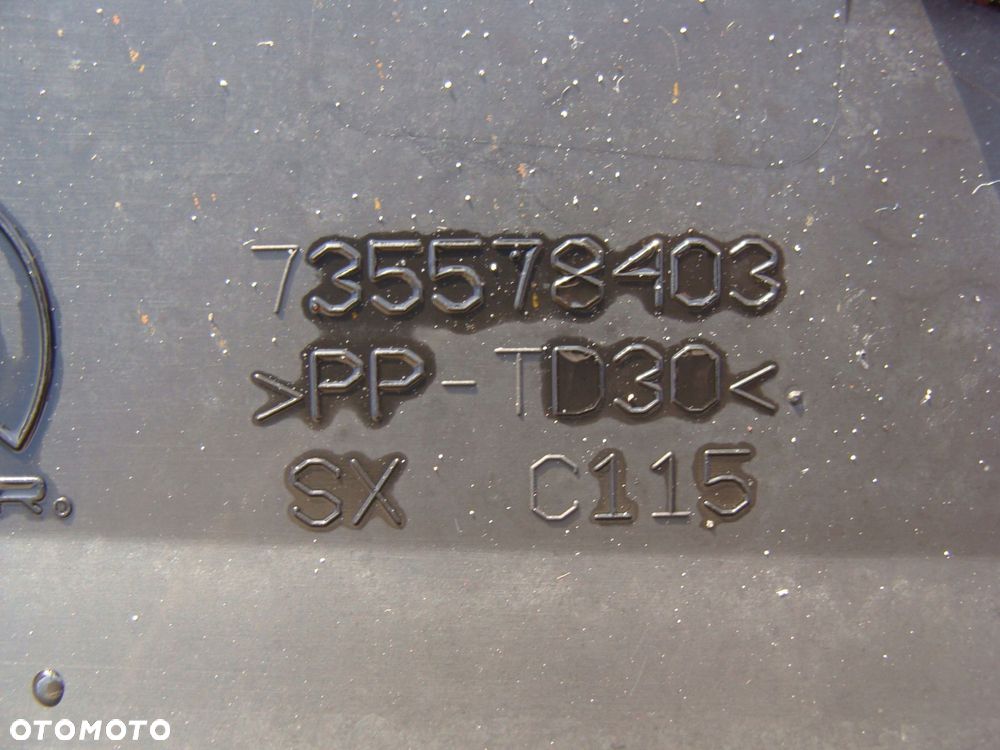 735578403
>PP-TD30<
SX C115
R.
OTOMOTO